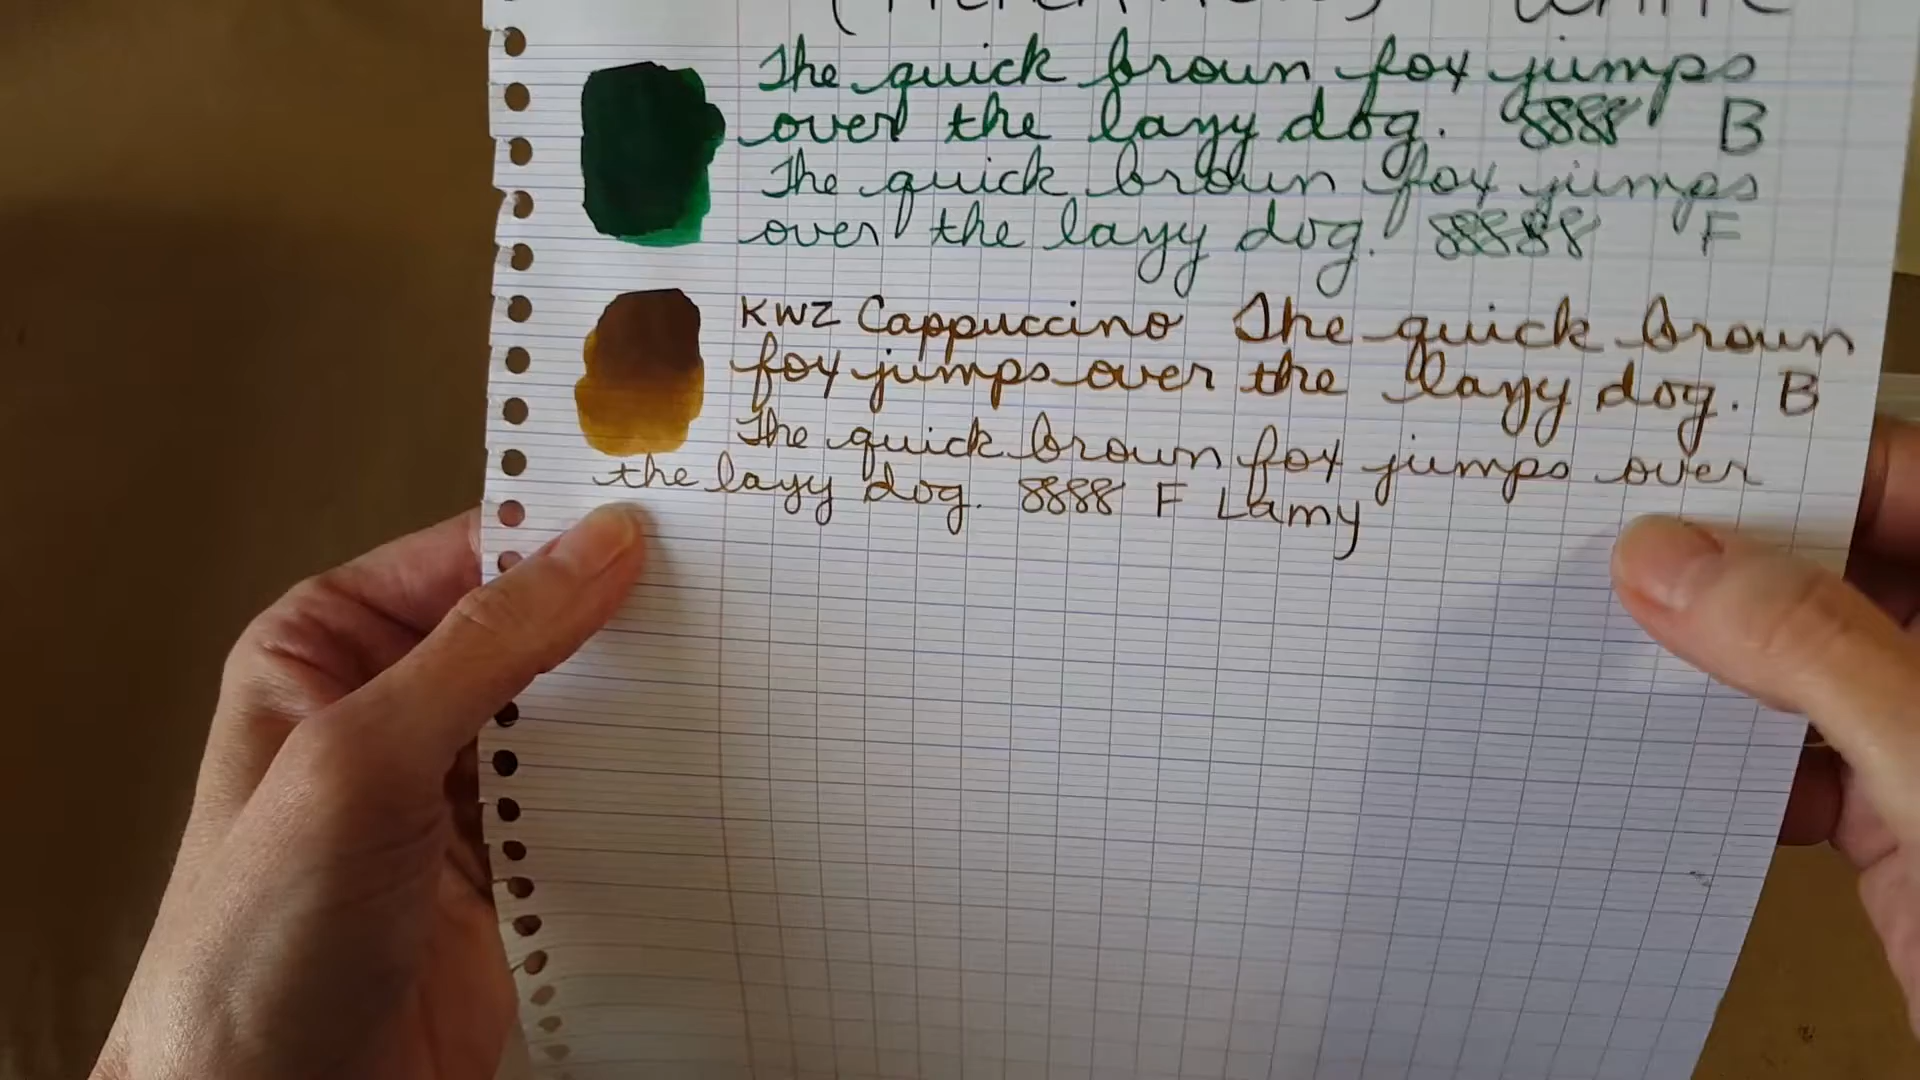 The quick brown fox jumps
over the lazy dog. 8888 B
The quick brown fox jumps
over the lazy dog. 88888 F
KWZ Cappuccino The quick brown
fox jumps over the lazy dog. B
The quick brown fox jumps over
the lazy dog. 8888 F Lamy